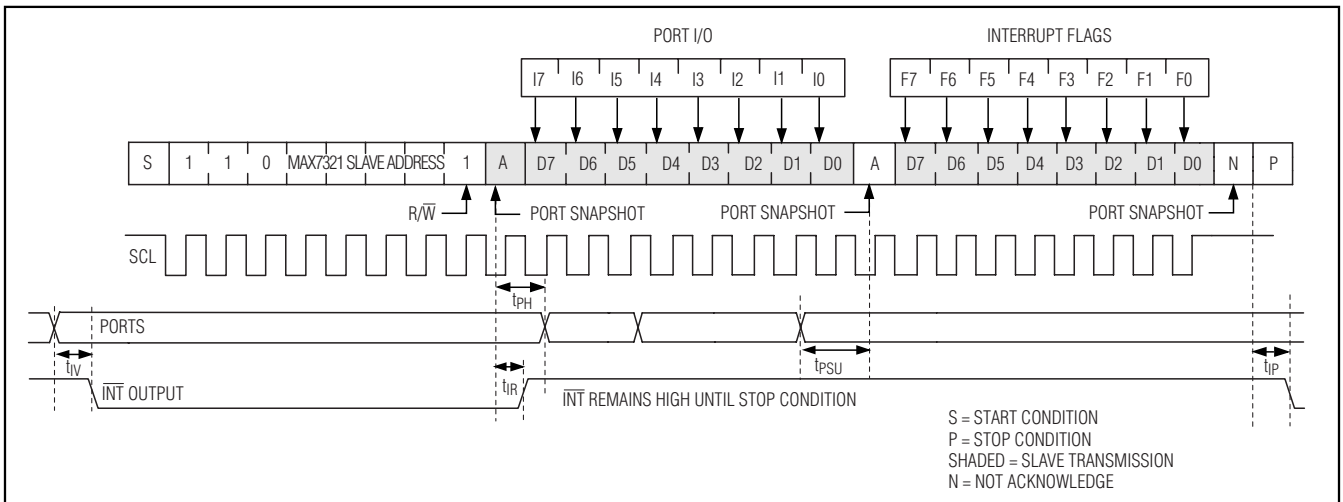 PORT I/O INTERRUPT FLAGS
I7 I6 I5 I4 I3 I2 I1 I0 F7 F6 F5 F4 F3 F2 F1 F0
S 1 1 0 MAX7321 SLAVE ADDRESS 1 A D7 D6 D5 D4 D3 D2 D1 D0 A D7 D6 D5 D4 D3 D2 D1 D0 N P
R/W̅ PORT SNAPSHOT PORT SNAPSHOT PORT SNAPSHOT
SCL
tPH
PORTS
tIV tIR tPSU tIP
I̅N̅T̅ OUTPUT I̅N̅T̅ REMAINS HIGH UNTIL STOP CONDITION
S = START CONDITION
P = STOP CONDITION
SHADED = SLAVE TRANSMISSION
N = NOT ACKNOWLEDGE